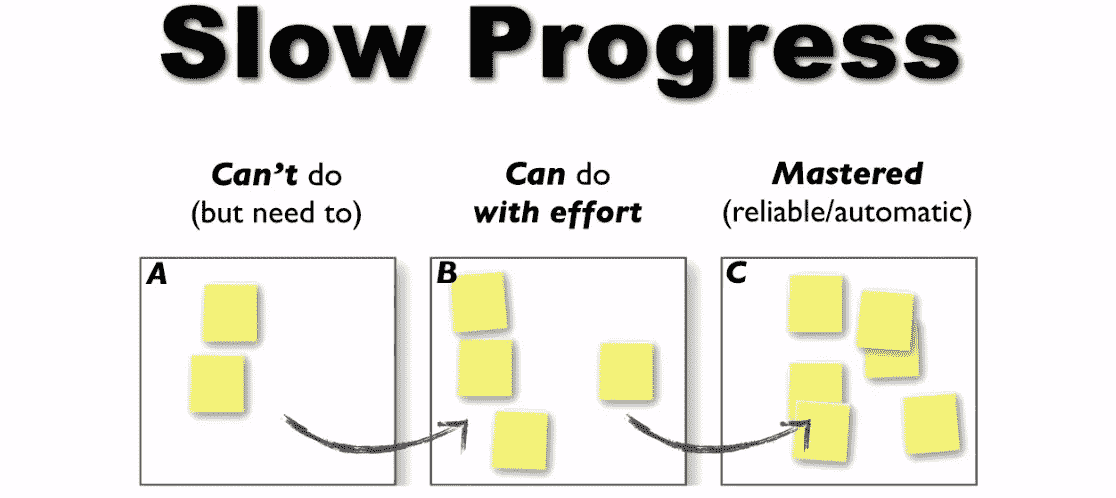 Slow Progress
Can't do
(but need to)
Can do
with effort
Mastered
(reliable/automatic)
A
B
C